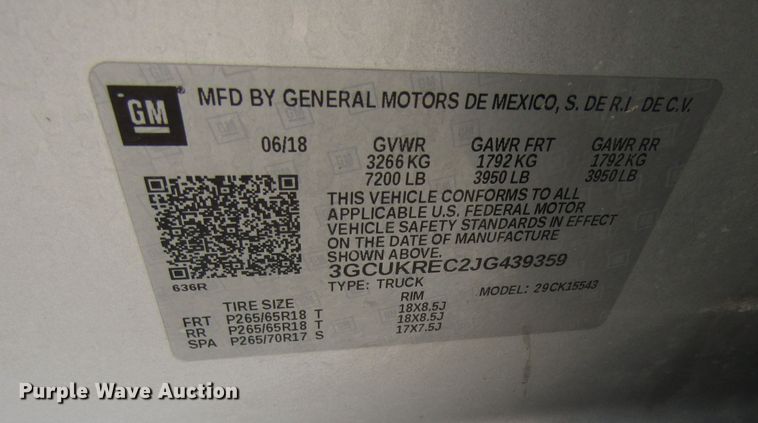 GM® MFD BY GENERAL MOTORS DE MEXICO, S. DE R.L. DE C.V.
06/18 GVWR GAWR FRT GAWR RR
3266 KG 1792 KG 1792 KG
7200 LB 3950 LB 3950 LB
THIS VEHICLE CONFORMS TO ALL
APPLICABLE U.S. FEDERAL MOTOR
VEHICLE SAFETY STANDARDS IN EFFECT
ON THE DATE OF MANUFACTURE
SHOWN ABOVE.
3GCUKREC2JG439359
636R
TYPE: TRUCK MODEL: 29CK15543
TIRE SIZE RIM
FRT P265/65R18 T 18X8.5J
RR P265/65R18 T 18X8.5J
SPA P265/70R17 S 17X7.5J
Purple Wave Auction